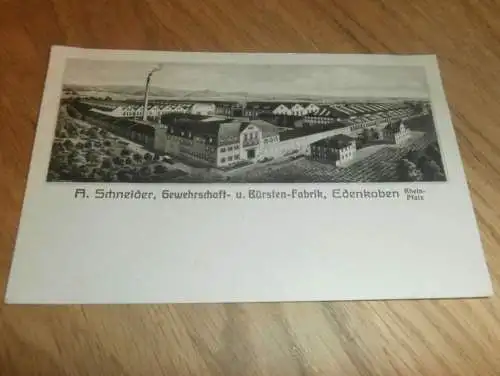 A. Schneider, Gewehrschaft- u. Bürsten-Fabrik, Edenkoben Rhein-
Pfalz